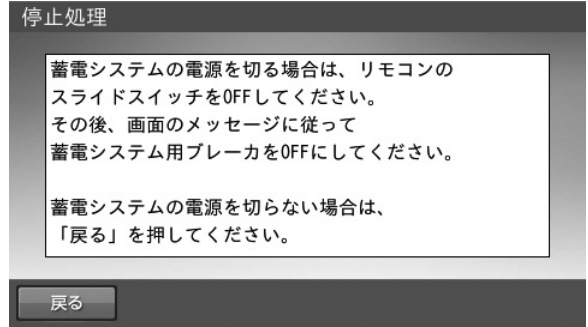 停止処理
蓄電システムの電源を切る場合は、リモコンの
スライドスイッチをOFFしてください。
その後、画面のメッセージに従って
蓄電システム用ブレーカをOFFにしてください。
蓄電システムの電源を切らない場合は、
「戻る」を押してください。
戻る